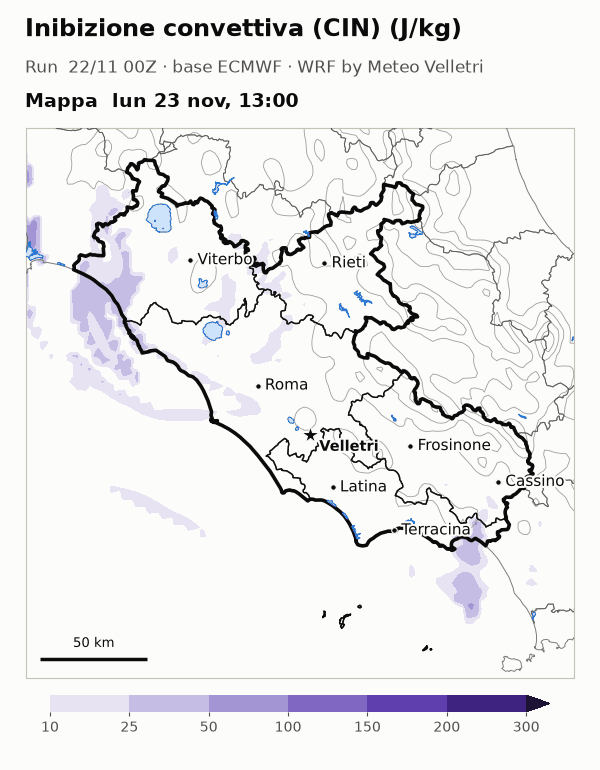 Inibizione convettiva (CIN) (J/kg)
Run  22/11 00Z · base ECMWF · WRF by Meteo Velletri
Mappa  lun 23 nov, 13:00
Viterbo
Rieti
Roma
Velletri
Frosinone
Latina
Cassino
Terracina
50 km
10 25 50 100 150 200 300